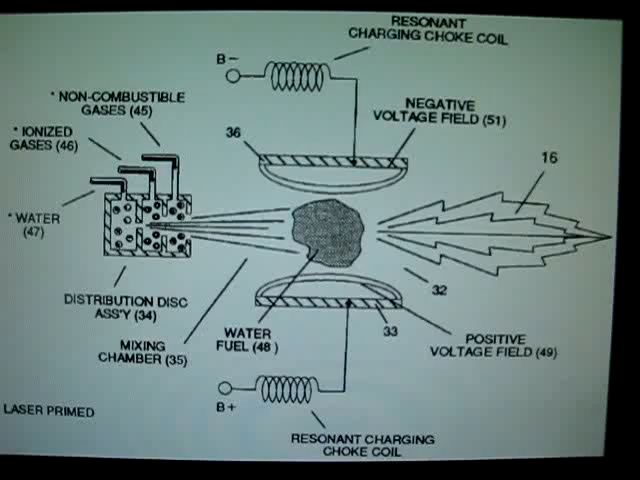 RESONANT
CHARGING CHOKE COIL
B−
* NON-COMBUSTIBLE
GASES (45)
NEGATIVE
VOLTAGE FIELD (51)
* IONIZED
GASES (46)
36
16
* WATER
(47)
32
DISTRIBUTION DISC
ASS'Y (34)
33
WATER
FUEL (48)
MIXING
CHAMBER (35)
POSITIVE
VOLTAGE FIELD (49)
B+
LASER PRIMED
RESONANT CHARGING
CHOKE COIL